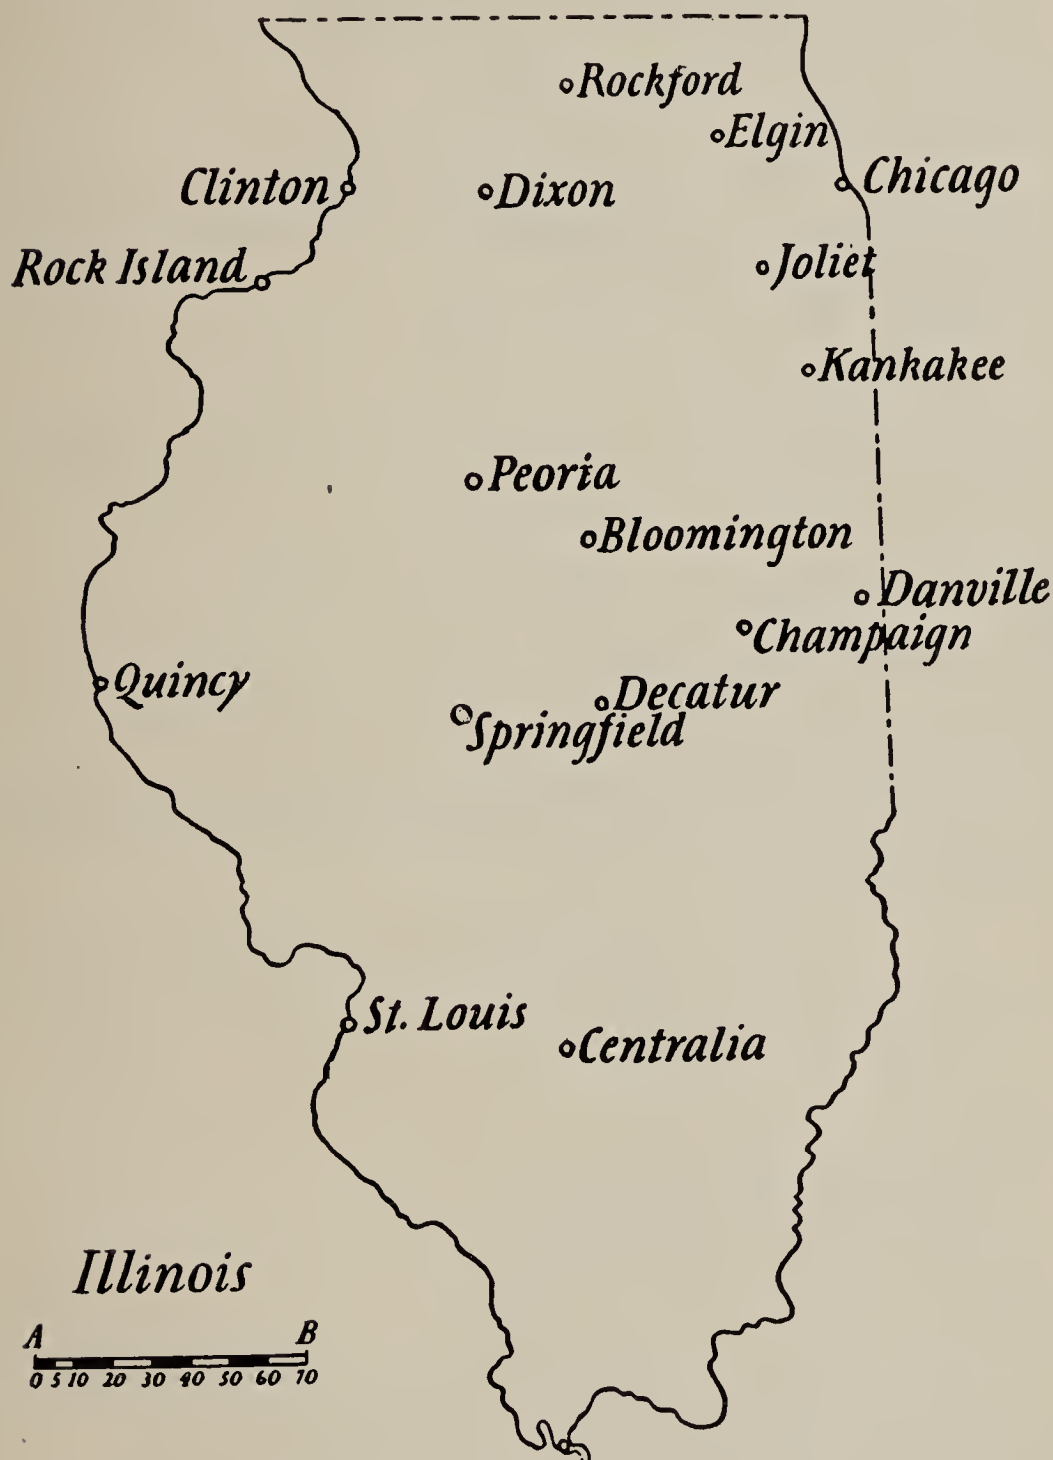 Rockford
Elgin
Clinton
Dixon
Chicago
Rock Island
Joliet
Kankakee
Peoria
Bloomington
Danville
Champaign
Quincy
Decatur
Springfield
St. Louis
Centralia
Illinois
A B
0 5 10 20 30 40 50 60 70